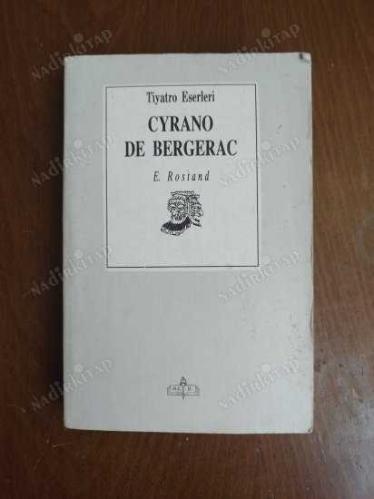 Tiyatro Eserleri
CYRANO
DE BERGERAC
E. Rostand